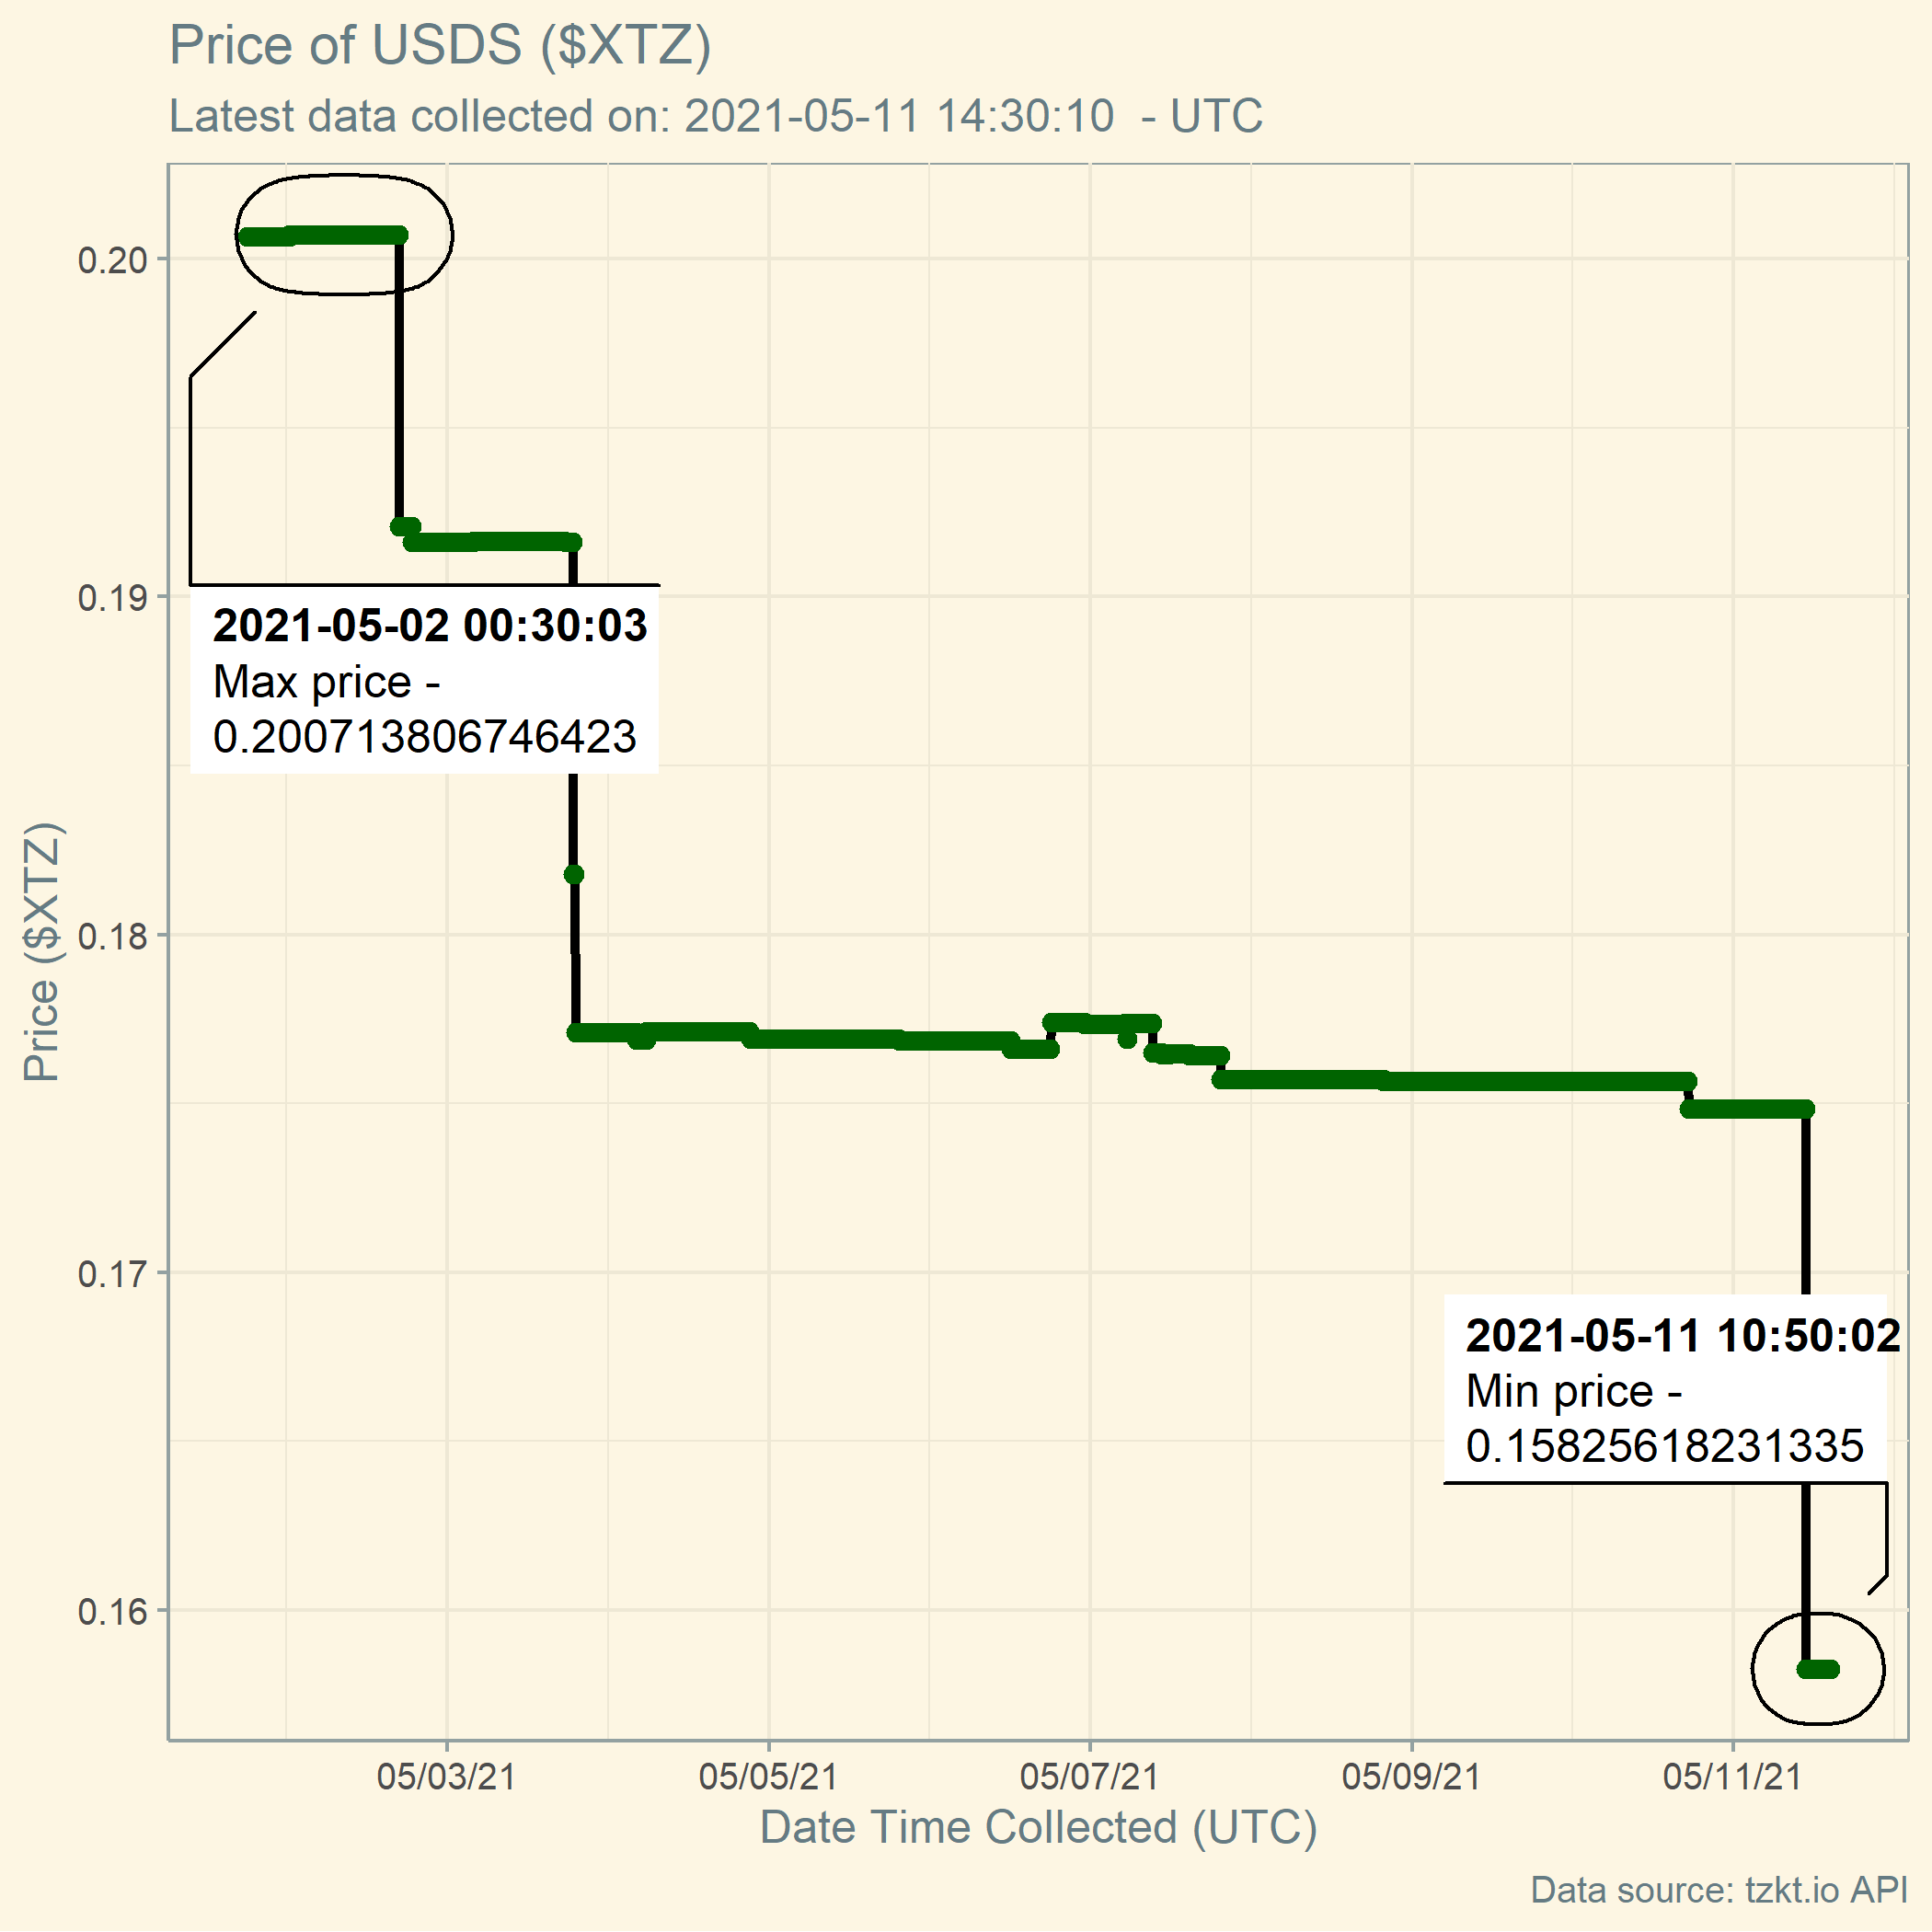 Price of USDS ($XTZ)
Latest data collected on: 2021-05-11 14:30:10  - UTC
Price ($XTZ)
0.20
0.19
0.18
0.17
0.16
2021-05-02 00:30:03
Max price -
0.200713806746423
2021-05-11 10:50:02
Min price -
0.15825618231335
05/03/21
05/05/21
05/07/21
05/09/21
05/11/21
Date Time Collected (UTC)
Data source: tzkt.io API